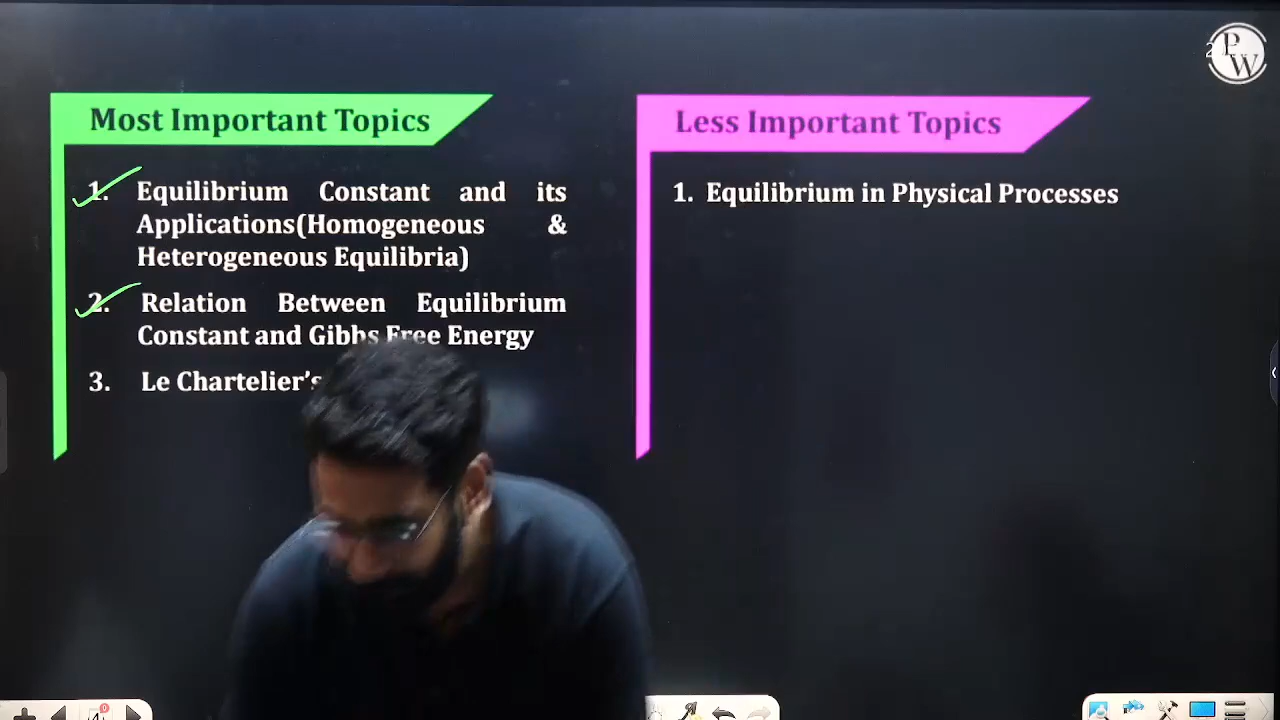 PW
Most Important Topics
1. Equilibrium Constant and its
Applications(Homogeneous &
Heterogeneous Equilibria)
2. Relation Between Equilibrium
Constant and Gibbs Free Energy
3. Le Chartelier's
Less Important Topics
1. Equilibrium in Physical Processes